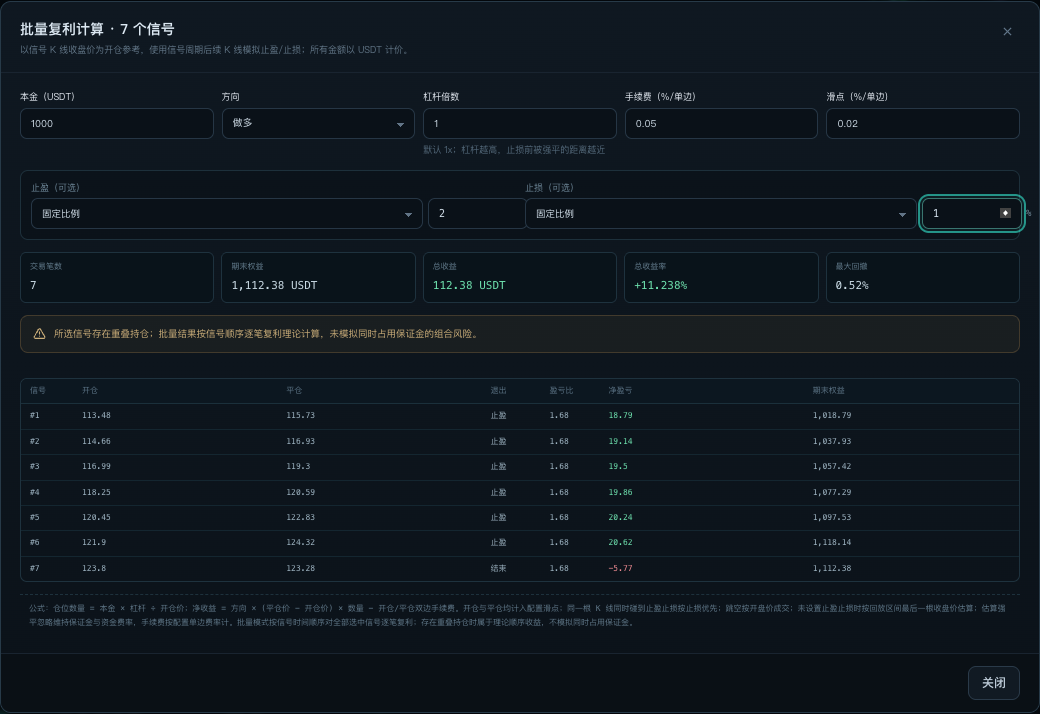 批量复利计算 · 7 个信号
以信号 K 线收盘价为开仓参考，使用信号周期后续 K 线模拟止盈/止损；所有金额以 USDT 计价。
本金（USDT） 方向 杠杆倍数 手续费（%/单边） 滑点（%/单边）
1000 做多 1 0.05 0.02
默认 1x；杠杆越高，止损前被强平的距离越近
止盈（可选） 止损（可选）
固定比例 2 固定比例 1 %
交易笔数 期末权益 总收益 总收益率 最大回撤
7 1,112.38 USDT 112.38 USDT +11.238% 0.52%
所选信号存在重叠持仓；批量结果按信号顺序逐笔复利理论计算，未模拟同时占用保证金的组合风险。
信号 开仓 平仓 退出 盈亏比 净盈亏 期末权益
#1 113.48 115.73 止盈 1.68 18.79 1,018.79
#2 114.66 116.93 止盈 1.68 19.14 1,037.93
#3 116.99 119.3 止盈 1.68 19.5 1,057.42
#4 118.25 120.59 止盈 1.68 19.86 1,077.29
#5 120.45 122.83 止盈 1.68 20.24 1,097.53
#6 121.9 124.32 止盈 1.68 20.62 1,118.14
#7 123.8 123.28 结束 1.68 -5.77 1,112.38
公式：仓位数量 = 本金 × 杠杆 ÷ 开仓价；净收益 = 方向 × (平仓价 − 开仓价) × 数量 − 开仓/平仓双边手续费。开仓与平仓均计入配置滑点；同一根 K 线同时碰到止盈止损按止损优先；跳空按开盘价成交；未设置止盈止损时按回放区间最后一根收盘价估算；估算强
平忽略维持保证金与资金费率，手续费按配置单边费率计。批量模式按信号时间顺序对全部选中信号逐笔复利；存在重叠持仓时属于理论顺序收益，不模拟同时占用保证金。
关闭